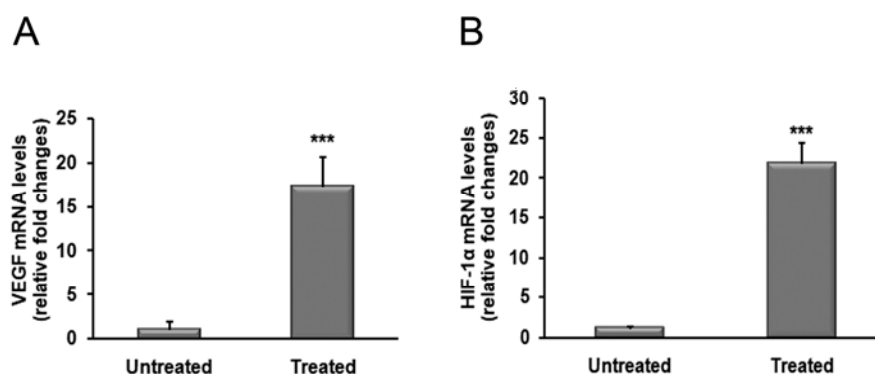 A
VEGF mRNA levels
(relative fold changes)
25
20
15
10
5
0
***
Untreated
Treated
B
HIF-1α mRNA levels
(relative fold changes)
30
25
20
15
10
5
0
***
Untreated
Treated